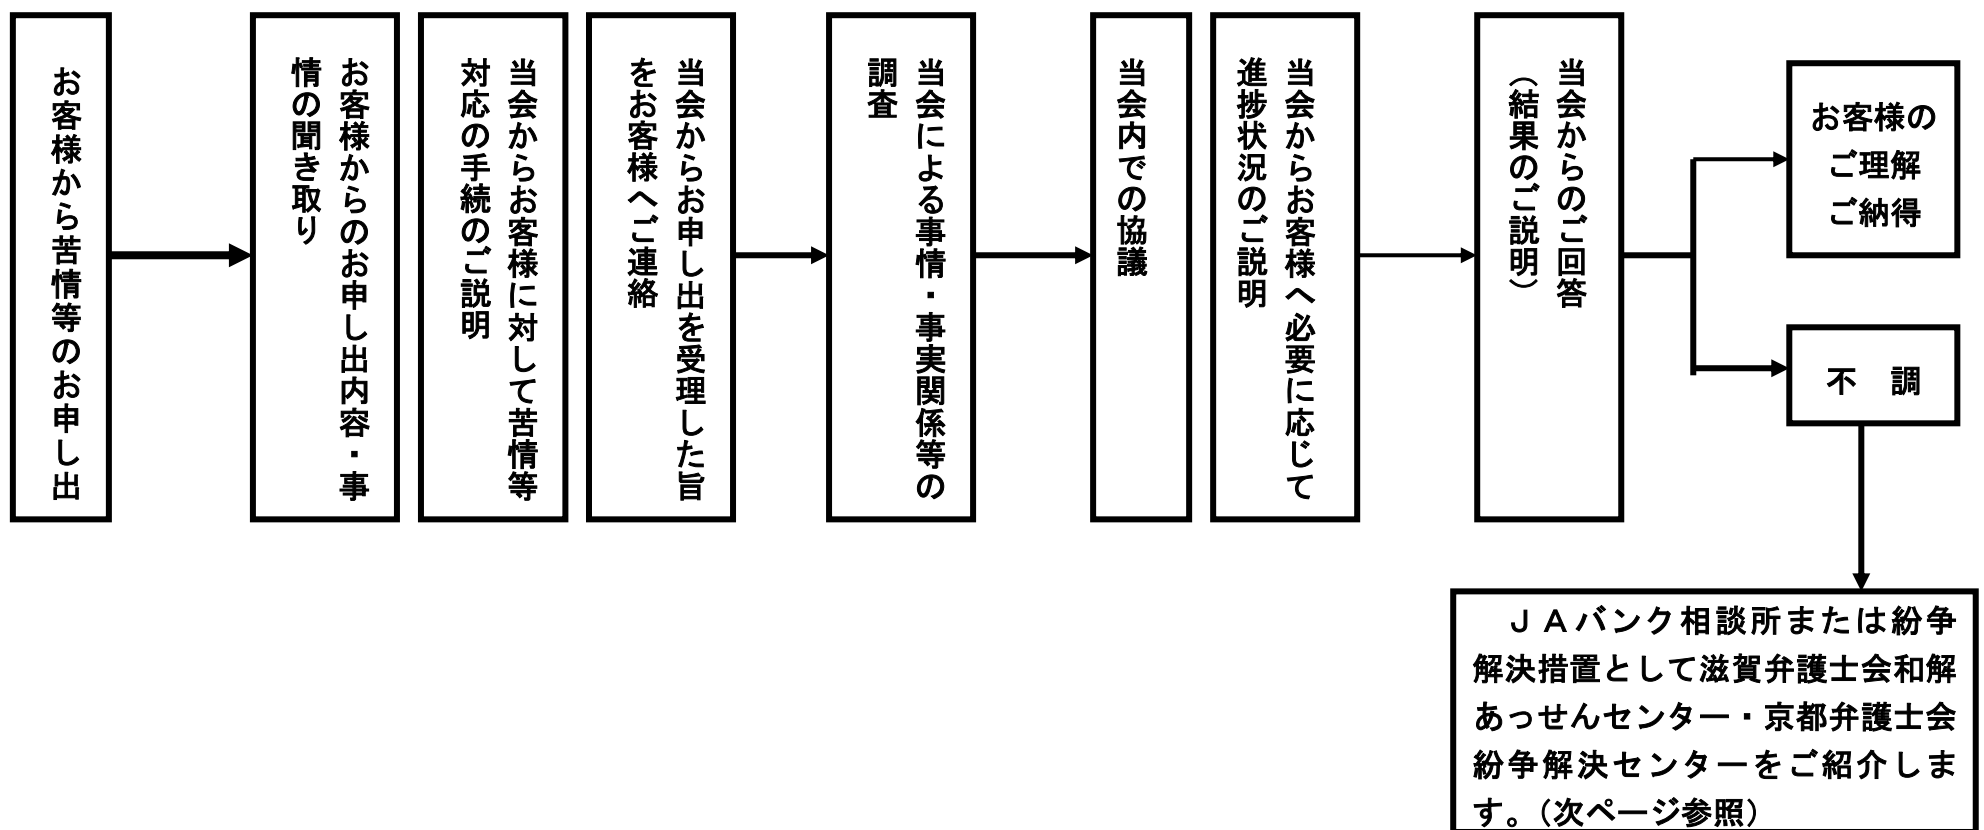 お客様から苦情等のお申し出
お客様からのお申し出内容・事
情の聞き取り
当会からお客様に対して苦情等
対応の手続のご説明
当会からお申し出を受理した旨
をお客様へご連絡
当会による事情・事実関係等の
調査
当会内での協議
当会からお客様へ必要に応じて
進捗状況のご説明
当会からのご回答
（結果のご説明）
お客様の
ご理解
ご納得
不　調
ＪＡバンク相談所または紛争
解決措置として滋賀弁護士会和解
あっせんセンター・京都弁護士会
紛争解決センターをご紹介しま
す。（次ページ参照）